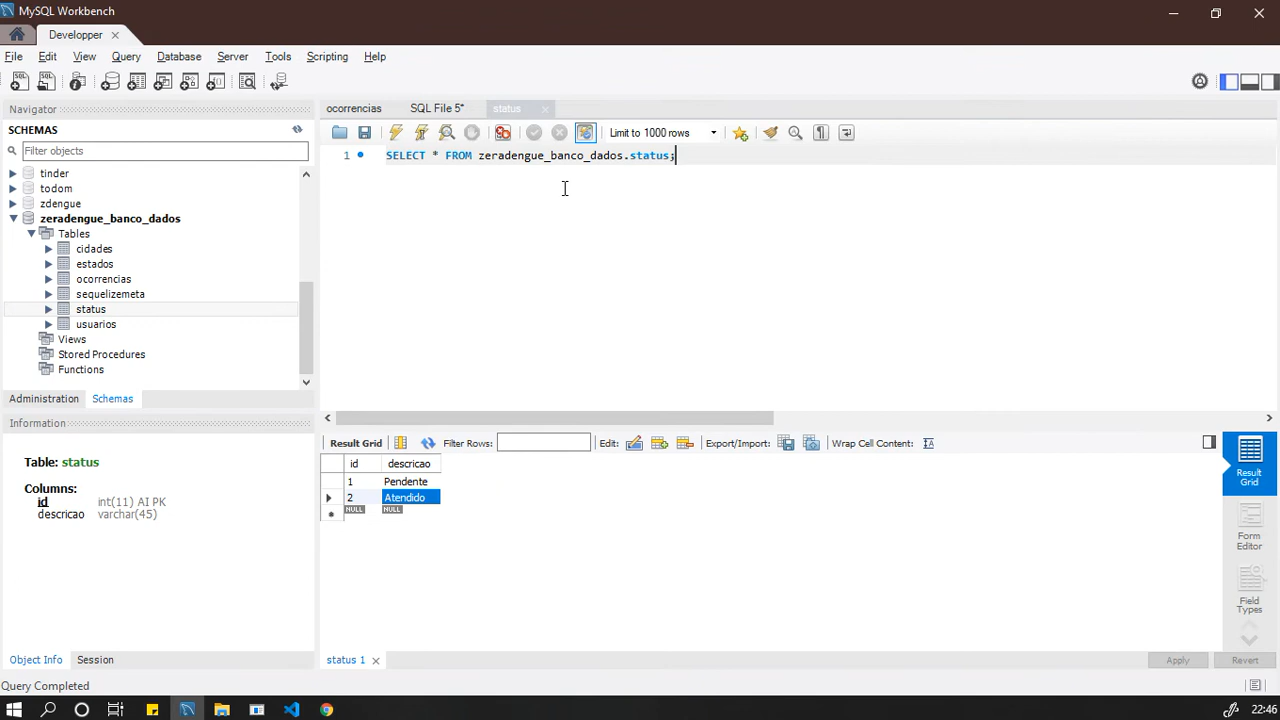 MySQL Workbench
Developper
File Edit View Query Database Server Tools Scripting Help
Navigator
SCHEMAS
Filter objects
tinder
todom
zdengue
zeradengue_banco_dados
Tables
cidades
estados
ocorrencias
sequelizemeta
status
usuarios
Views
Stored Procedures
Functions
Administration Schemas
Information
Table: status
Columns:
id int(11) AI PK
descricao varchar(45)
Object Info Session
Query Completed
ocorrencias SQL File 5* status
Limit to 1000 rows
1 SELECT * FROM zeradengue_banco_dados.status;
Result Grid Filter Rows: Edit: Export/Import: Wrap Cell Content:
id descricao
1 Pendente
2 Atendido
NULL NULL
Result
Grid
Form
Editor
Field
Types
status 1
Apply Revert
22:46